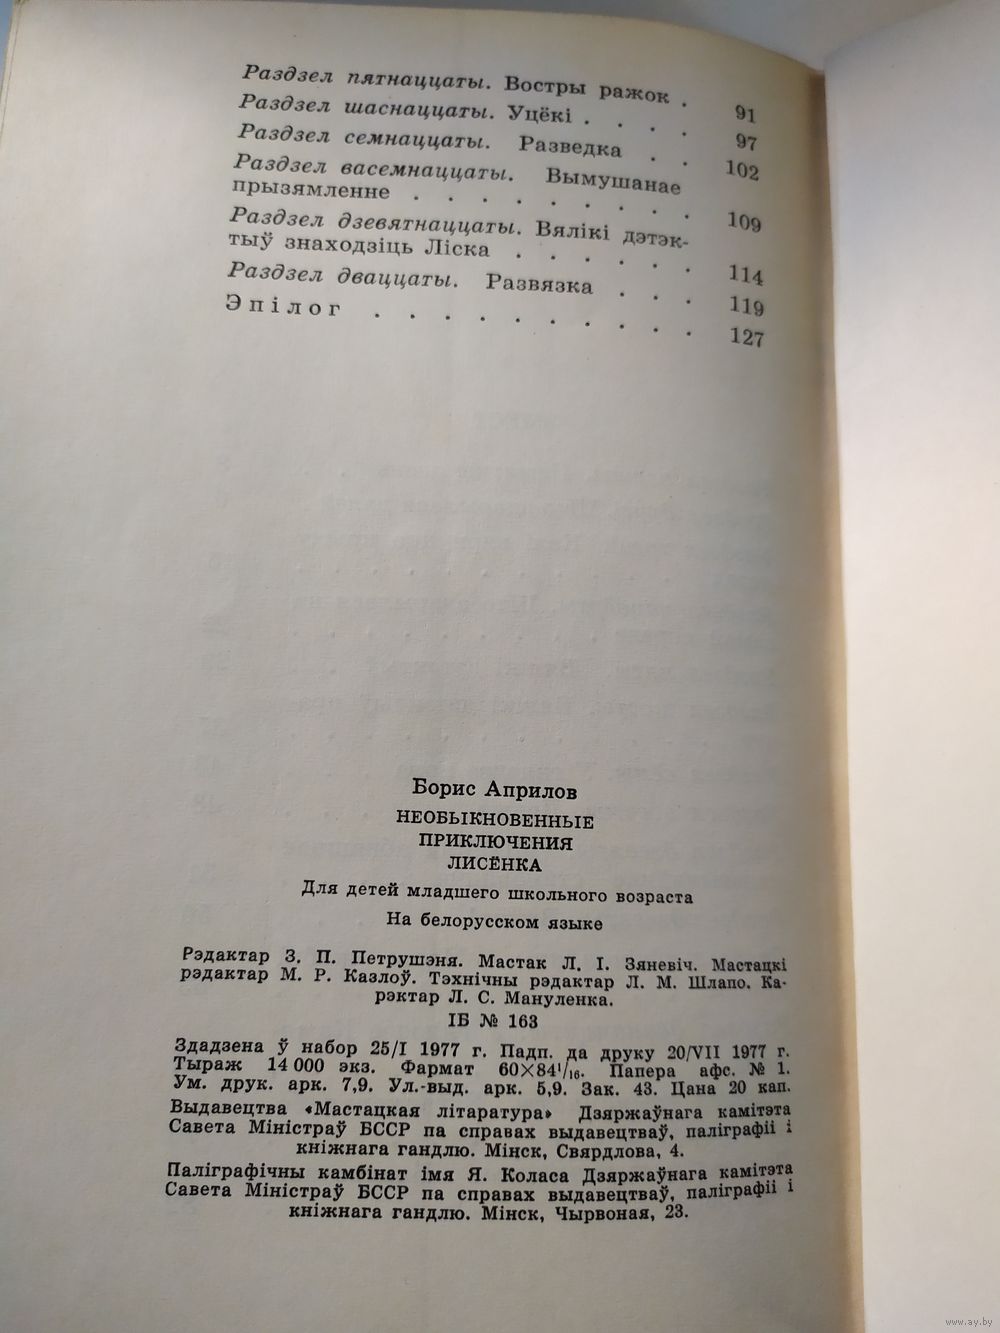 Раздзел пятнаццаты. Востры ражок . 91
Раздзел шаснаццаты. Уцёкі . . . . 97
Раздзел семнаццаты. Разведка . . 102
Раздзел васемнаццаты. Вымушанае
прызямленне . . . . . . . . . 109
Раздзел дзевятнаццаты. Вялікі дэтэк-
тыў знаходзіць Ліска . . . . . . 114
Раздзел дваццаты. Развязка . . . 119
Эпілог . . . . . . . . . . 127
Борис Априлов
НЕОБЫКНОВЕННЫЕ
ПРИКЛЮЧЕНИЯ
ЛИСЁНКА
Для детей младшего школьного возраста
На белорусском языке
Рэдактар З. П. Петрушэня. Мастак Л. І. Зяневіч. Мастацкі
рэдактар М. Р. Казлоў. Тэхнічны рэдактар Л. М. Шлапо. Ка-
рэктар Л. С. Мануленка.
ІБ № 163
Здадзена ў набор 25/I 1977 г. Падп. да друку 20/VII 1977 г.
Тыраж 14 000 экз. Фармат 60×84¹/₁₆. Папера афс. № 1.
Ум. друк. арк. 7,9. Ул.-выд. арк. 5,9. Зак. 43. Цана 20 кап.
Выдавецтва «Мастацкая літаратура» Дзяржаўнага камітэта
Савета Міністраў БССР па справах выдавецтваў, паліграфіі і
кніжнага гандлю. Мінск, Свярдлова, 4.
Паліграфічны камбінат імя Я. Коласа Дзяржаўнага камітэта
Савета Міністраў БССР па справах выдавецтваў, паліграфіі і
кніжнага гандлю. Мінск, Чырвоная, 23.
www.ay.by